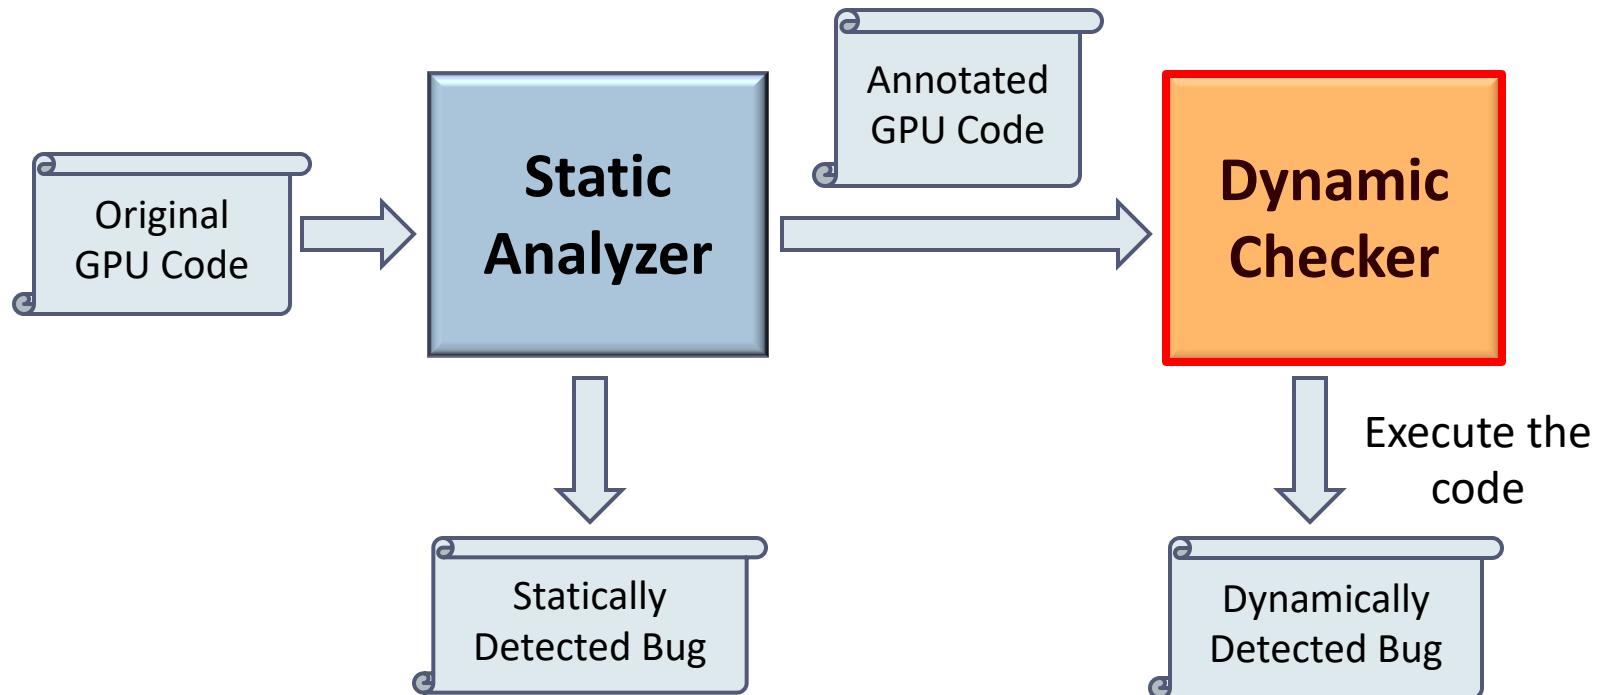 Original
GPU Code
Static
Analyzer
Annotated
GPU Code
Dynamic
Checker
Execute the
code
Statically
Detected Bug
Dynamically
Detected Bug